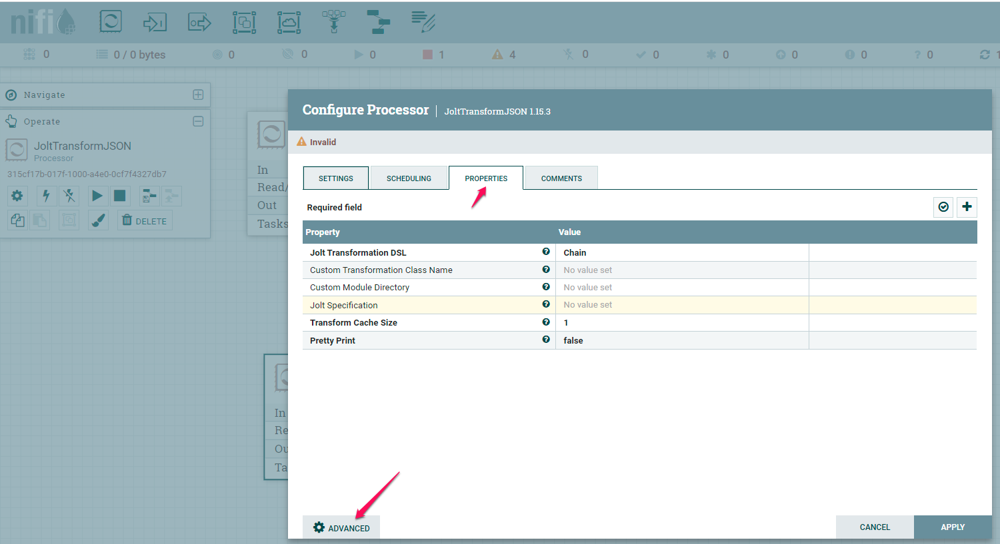 nifi
0 0 / 0 bytes 0 0 0 1 4 0 0 0 0 0 0 1
Navigate
Operate
JoltTransformJSON
Processor
315cf17b-017f-1000-a4e0-0cf7f4327db7
DELETE
In
Read/
Out
Tasks
In
Re
Ou
Ta
Configure Processor | JoltTransformJSON 1.15.3
Invalid
SETTINGS SCHEDULING PROPERTIES COMMENTS
Required field
Property Value
Jolt Transformation DSL Chain
Custom Transformation Class Name No value set
Custom Module Directory No value set
Jolt Specification No value set
Transform Cache Size 1
Pretty Print false
ADVANCED CANCEL APPLY